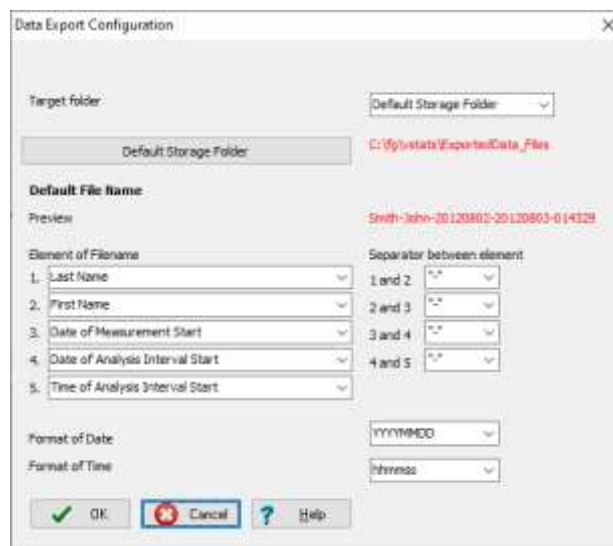 Data Export Configuration
Target folder
Default Storage Folder
Default Storage Folder
C:\fg\vstats\ExportedData_Files
Default File Name
Preview
Smith-John-20120802-20120803-014329
Element of Filename
Separator between element
1. Last Name
1 and 2 "-"
2. First Name
2 and 3 "-"
3. Date of Measurement Start
3 and 4 "-"
4. Date of Analysis Interval Start
4 and 5 "-"
5. Time of Analysis Interval Start
Format of Date
YYYYMMDD
Format of Time
hhmmss
OK
Cancel
Help